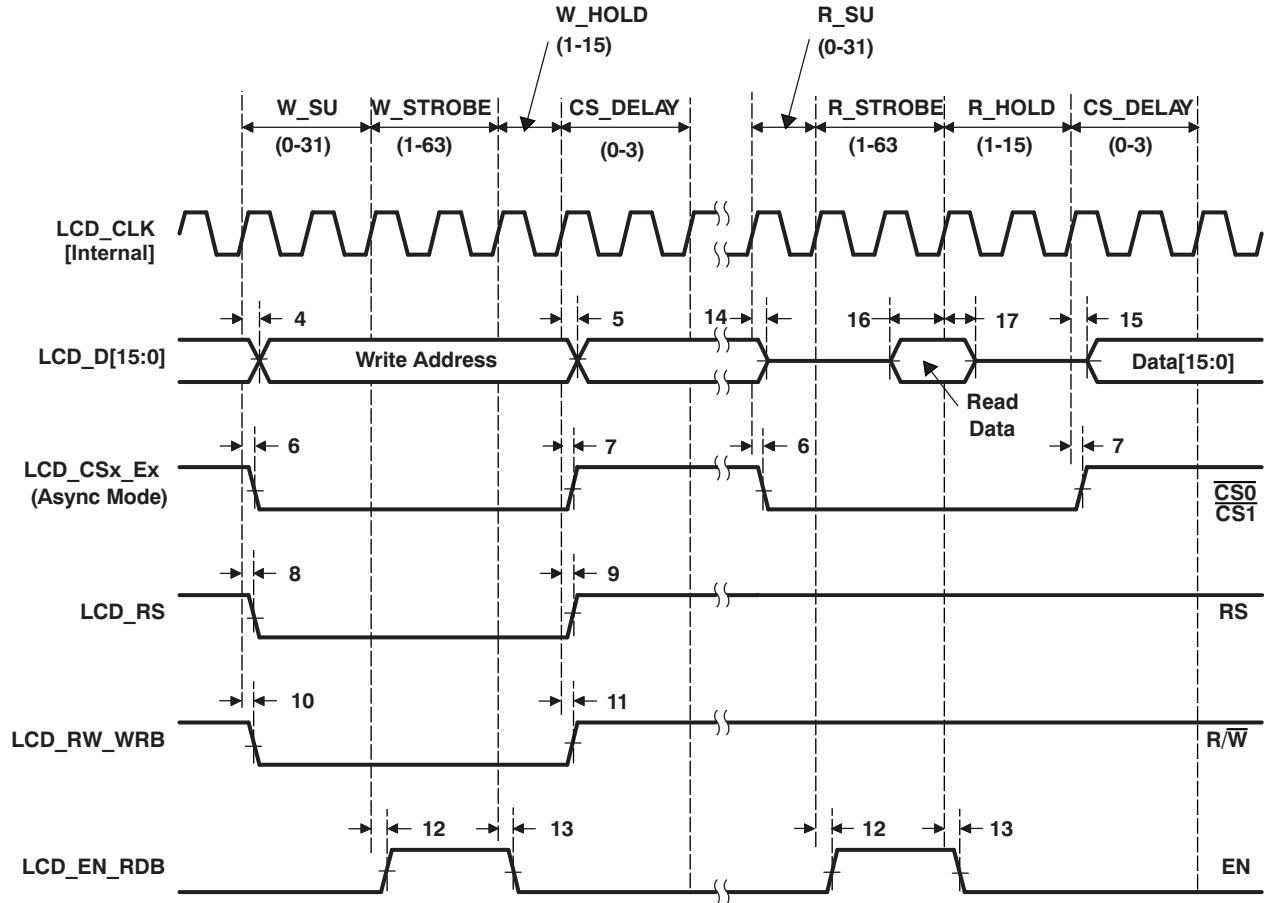 W_HOLD R_SU
(1-15) (0-31)
W_SU W_STROBE CS_DELAY R_STROBE R_HOLD CS_DELAY
(0-31) (1-63) (0-3) (1-63 (1-15) (0-3)
LCD_CLK
[Internal]
4 5 14 16 17 15
LCD_D[15:0] Write Address Data[15:0]
Read
Data
6 7 6 7
LCD_CSx_Ex
(Async Mode)
CS0
CS1
8 9
LCD_RS RS
10 11
LCD_RW_WRB R/W
12 13 12 13
LCD_EN_RDB EN